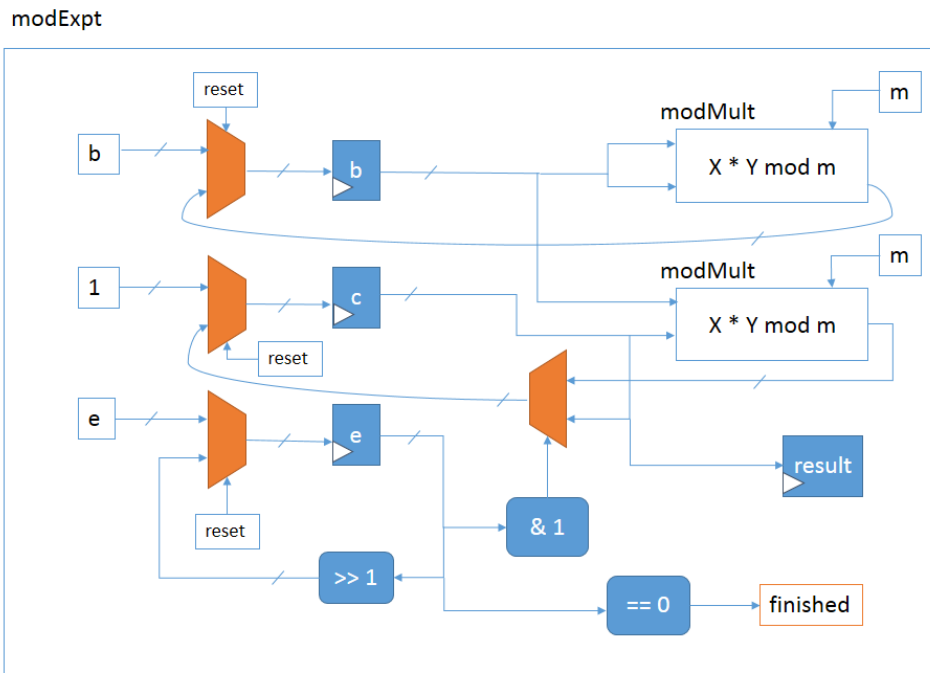 modExpt
reset
m
modMult
b
b
X * Y mod m
m
modMult
1
c
X * Y mod m
reset
e
e
result
reset
& 1
>> 1
== 0
finished